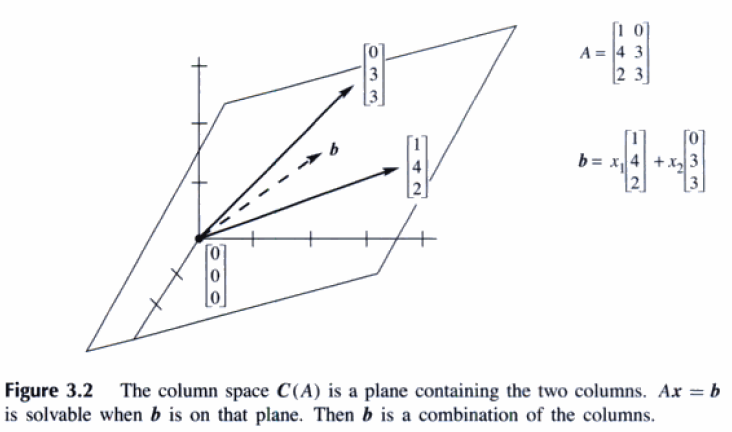 [0
3
3]
b
[1
4
2]
[0
0
0]
A = [1 0
4 3
2 3]
b = x₁ [1
4
2] + x₂ [0
3
3]
Figure 3.2 The column space C(A) is a plane containing the two columns. Ax = b
is solvable when b is on that plane. Then b is a combination of the columns.